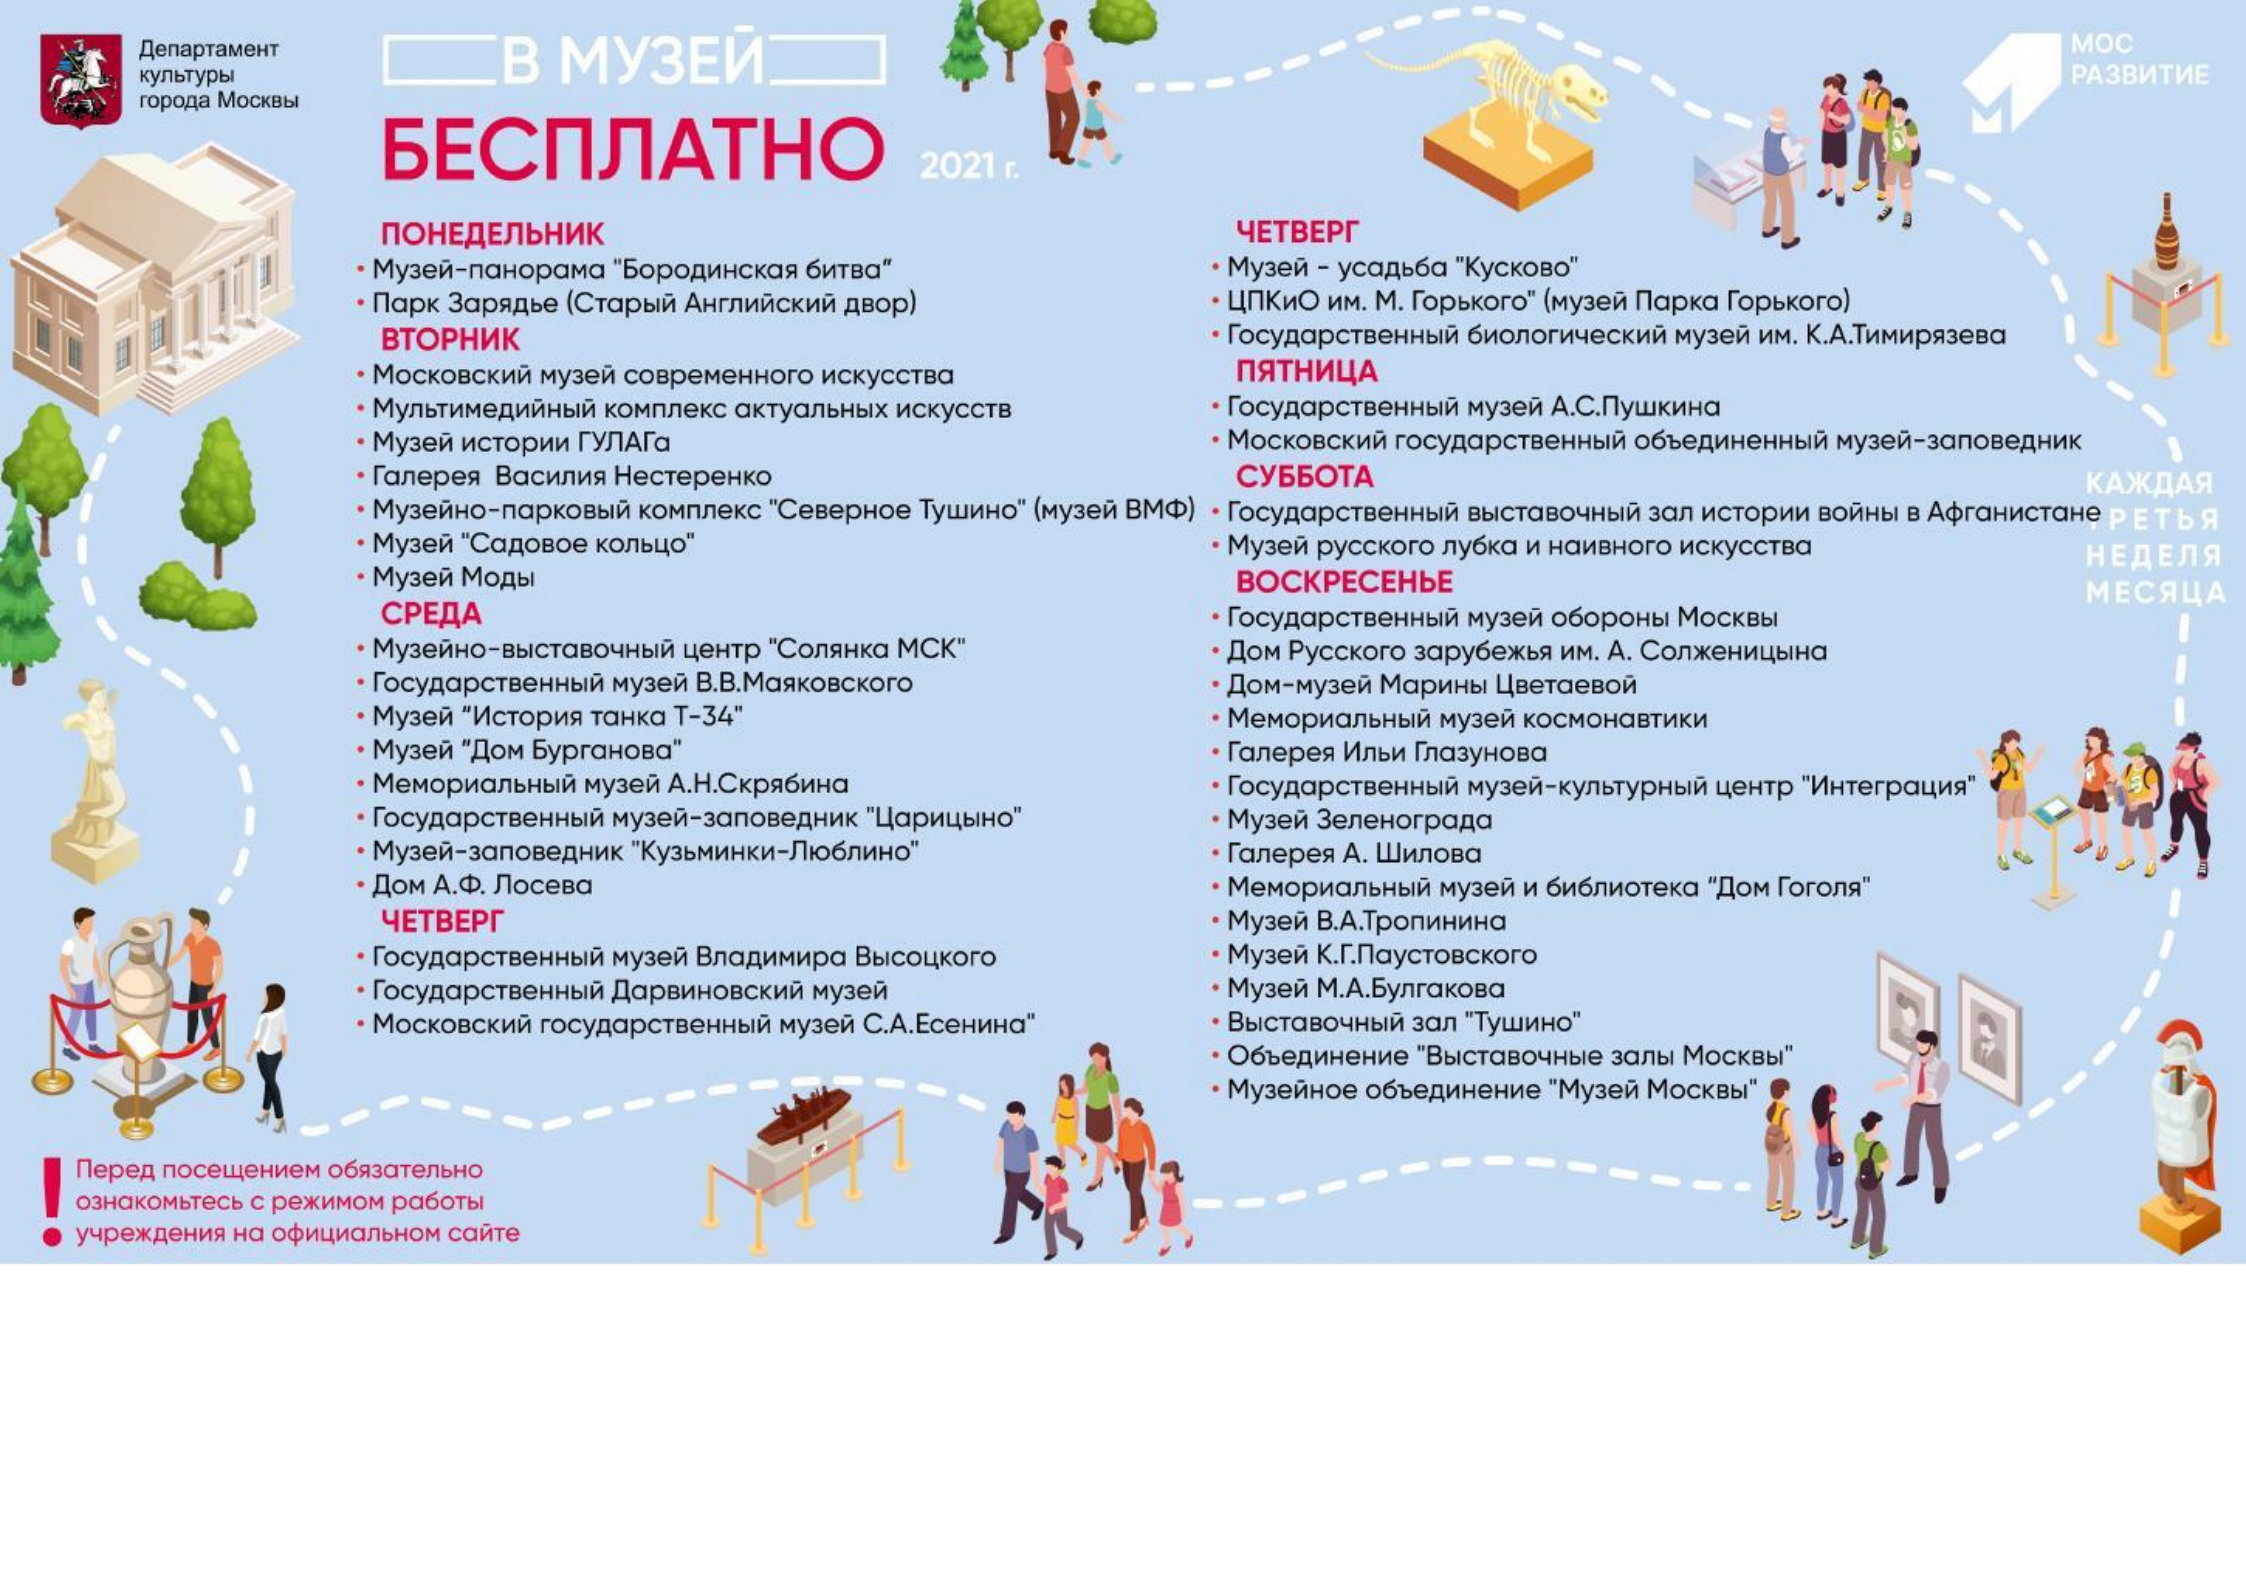 Департамент
культуры
города Москвы
В МУЗЕЙ
БЕСПЛАТНО
2021 г.
МОС
РАЗВИТИЕ
ПОНЕДЕЛЬНИК
• Музей-панорама "Бородинская битва"
• Парк Зарядье (Старый Английский двор)
ВТОРНИК
• Московский музей современного искусства
• Мультимедийный комплекс актуальных искусств
• Музей истории ГУЛАГа
• Галерея Василия Нестеренко
• Музейно-парковый комплекс "Северное Тушино" (музей ВМФ)
• Музей "Садовое кольцо"
• Музей Моды
СРЕДА
• Музейно-выставочный центр "Солянка МСК"
• Государственный музей В.В.Маяковского
• Музей "История танка Т-34"
• Музей "Дом Бурганова"
• Мемориальный музей А.Н.Скрябина
• Государственный музей-заповедник "Царицыно"
• Музей-заповедник "Кузьминки-Люблино"
• Дом А.Ф. Лосева
ЧЕТВЕРГ
• Государственный музей Владимира Высоцкого
• Государственный Дарвиновский музей
• Московский государственный музей С.А.Есенина"
ЧЕТВЕРГ
• Музей - усадьба "Кусково"
• ЦПКиО им. М. Горького" (музей Парка Горького)
• Государственный биологический музей им. К.А.Тимирязева
ПЯТНИЦА
• Государственный музей А.С.Пушкина
• Московский государственный объединенный музей-заповедник
СУББОТА
• Государственный выставочный зал истории войны в Афганистане
• Музей русского лубка и наивного искусства
ВОСКРЕСЕНЬЕ
• Государственный музей обороны Москвы
• Дом Русского зарубежья им. А. Солженицына
• Дом-музей Марины Цветаевой
• Мемориальный музей космонавтики
• Галерея Ильи Глазунова
• Государственный музей-культурный центр "Интеграция"
• Музей Зеленограда
• Галерея А. Шилова
• Мемориальный музей и библиотека "Дом Гоголя"
• Музей В.А.Тропинина
• Музей К.Г.Паустовского
• Музей М.А.Булгакова
• Выставочный зал "Тушино"
• Объединение "Выставочные залы Москвы"
• Музейное объединение "Музей Москвы"
КАЖДАЯ
ТРЕТЬЯ
НЕДЕЛЯ
МЕСЯЦА
! Перед посещением обязательно
ознакомьтесь с режимом работы
учреждения на официальном сайте